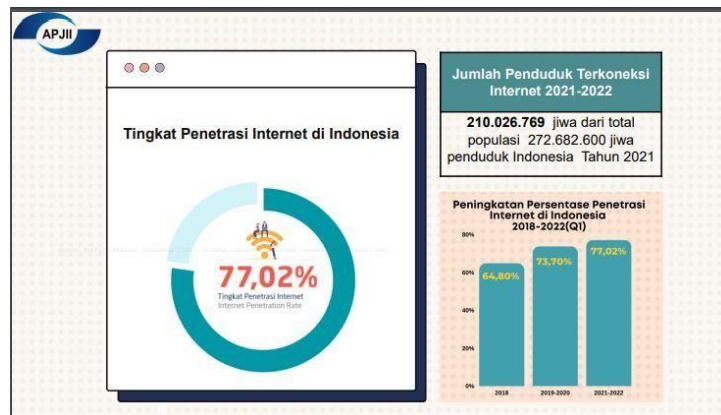 APJII
Tingkat Penetrasi Internet di Indonesia
77,02%
Tingkat Penetrasi Internet
Internet Penetration Rate
Jumlah Penduduk Terkoneksi
Internet 2021-2022
210.026.769 jiwa dari total
populasi 272.682.600 jiwa
penduduk Indonesia Tahun 2021
Peningkatan Persentase Penetrasi
Internet di Indonesia
2018-2022(Q1)
80%
60%
40%
20%
0%
64,80%
73,70%
77,02%
2018
2019-2020
2021-2022